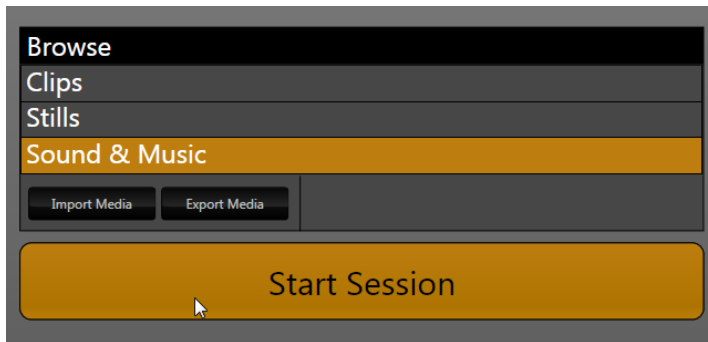 Browse
Clips
Stills
Sound & Music
Import Media Export Media
Start Session